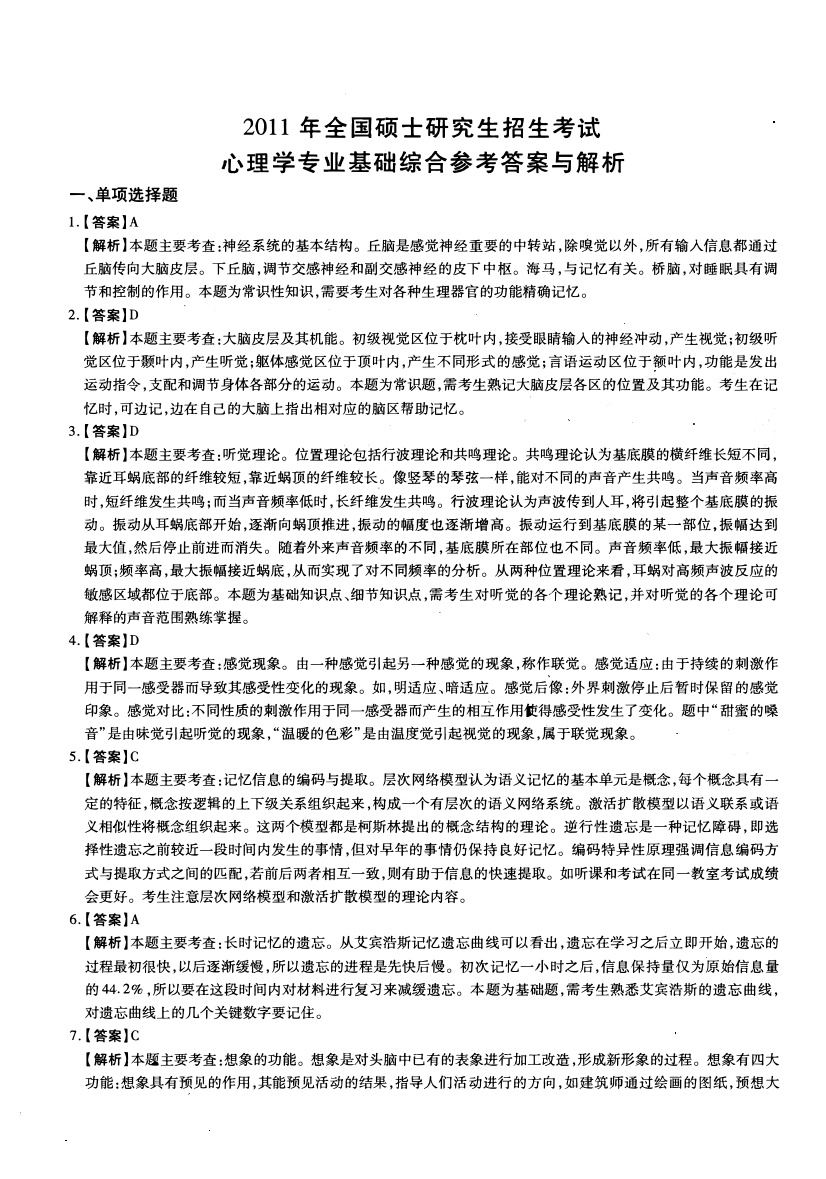 2011 年全国硕士研究生招生考试
心理学专业基础综合参考答案与解析
一、单项选择题
1.【答案】A
【解析】本题主要考查:神经系统的基本结构。丘脑是感觉神经重要的中转站,除嗅觉以外,所有输入信息都通过
丘脑传向大脑皮层。下丘脑,调节交感神经和副交感神经的皮下中枢。海马,与记忆有关。桥脑,对睡眠具有调
节和控制的作用。本题为常识性知识,需要考生对各种生理器官的功能精确记忆。
2.【答案】D
【解析】本题主要考查:大脑皮层及其机能。初级视觉区位于枕叶内,接受眼睛输入的神经冲动,产生视觉;初级听
觉区位于颞叶内,产生听觉;躯体感觉区位于顶叶内,产生不同形式的感觉;言语运动区位于额叶内,功能是发出
运动指令,支配和调节身体各部分的运动。本题为常识题,需考生熟记大脑皮层各区的位置及其功能。考生在记
忆时,可边记,边在自己的大脑上指出相对应的脑区帮助记忆。
3.【答案】D
【解析】本题主要考查:听觉理论。位置理论包括行波理论和共鸣理论。共鸣理论认为基底膜的横纤维长短不同,
靠近耳蜗底部的纤维较短,靠近蜗顶的纤维较长。像竖琴的琴弦一样,能对不同的声音产生共鸣。当声音频率高
时,短纤维发生共鸣;而当声音频率低时,长纤维发生共鸣。行波理论认为声波传到人耳,将引起整个基底膜的振
动。振动从耳蜗底部开始,逐渐向蜗顶推进,振动的幅度也逐渐增高。振动运行到基底膜的某一部位,振幅达到
最大值,然后停止前进而消失。随着外来声音频率的不同,基底膜所在部位也不同。声音频率低,最大振幅接近
蜗顶;频率高,最大振幅接近蜗底,从而实现了对不同频率的分析。从两种位置理论来看,耳蜗对高频声波反应的
敏感区域都位于底部。本题为基础知识点、细节知识点,需考生对听觉的各个理论熟记,并对听觉的各个理论可
解释的声音范围熟练掌握。
4.【答案】D
【解析】本题主要考查:感觉现象。由一种感觉引起另一种感觉的现象,称作联觉。感觉适应:由于持续的刺激作
用于同一感受器而导致其感受性变化的现象。如,明适应、暗适应。感觉后像:外界刺激停止后暂时保留的感觉
印象。感觉对比:不同性质的刺激作用于同一感受器而产生的相互作用使得感受性发生了变化。题中“甜蜜的嗓
音”是由味觉引起听觉的现象,“温暖的色彩”是由温度觉引起视觉的现象,属于联觉现象。
5.【答案】C
【解析】本题主要考查:记忆信息的编码与提取。层次网络模型认为语义记忆的基本单元是概念,每个概念具有一
定的特征,概念按逻辑的上下级关系组织起来,构成一个有层次的语义网络系统。激活扩散模型以语义联系或语
义相似性将概念组织起来。这两个模型都是柯斯林提出的概念结构的理论。逆行性遗忘是一种记忆障碍,即选
择性遗忘之前较近一段时间内发生的事情,但对早年的事情仍保持良好记忆。编码特异性原理强调信息编码方
式与提取方式之间的匹配,若前后两者相互一致,则有助于信息的快速提取。如听课和考试在同一教室考试成绩
会更好。考生注意层次网络模型和激活扩散模型的理论内容。
6.【答案】A
【解析】本题主要考查:长时记忆的遗忘。从艾宾浩斯记忆遗忘曲线可以看出,遗忘在学习之后立即开始,遗忘的
过程最初很快,以后逐渐缓慢,所以遗忘的进程是先快后慢。初次记忆一小时之后,信息保持量仅为原始信息量
的 44.2%,所以要在这段时间内对材料进行复习来减缓遗忘。本题为基础题,需考生熟悉艾宾浩斯的遗忘曲线,
对遗忘曲线上的几个关键数字要记住。
7.【答案】C
【解析】本题主要考查:想象的功能。想象是对头脑中已有的表象进行加工改造,形成新形象的过程。想象有四大
功能:想象具有预见的作用,其能预见活动的结果,指导人们活动进行的方向,如建筑师通过绘画的图纸,预想大